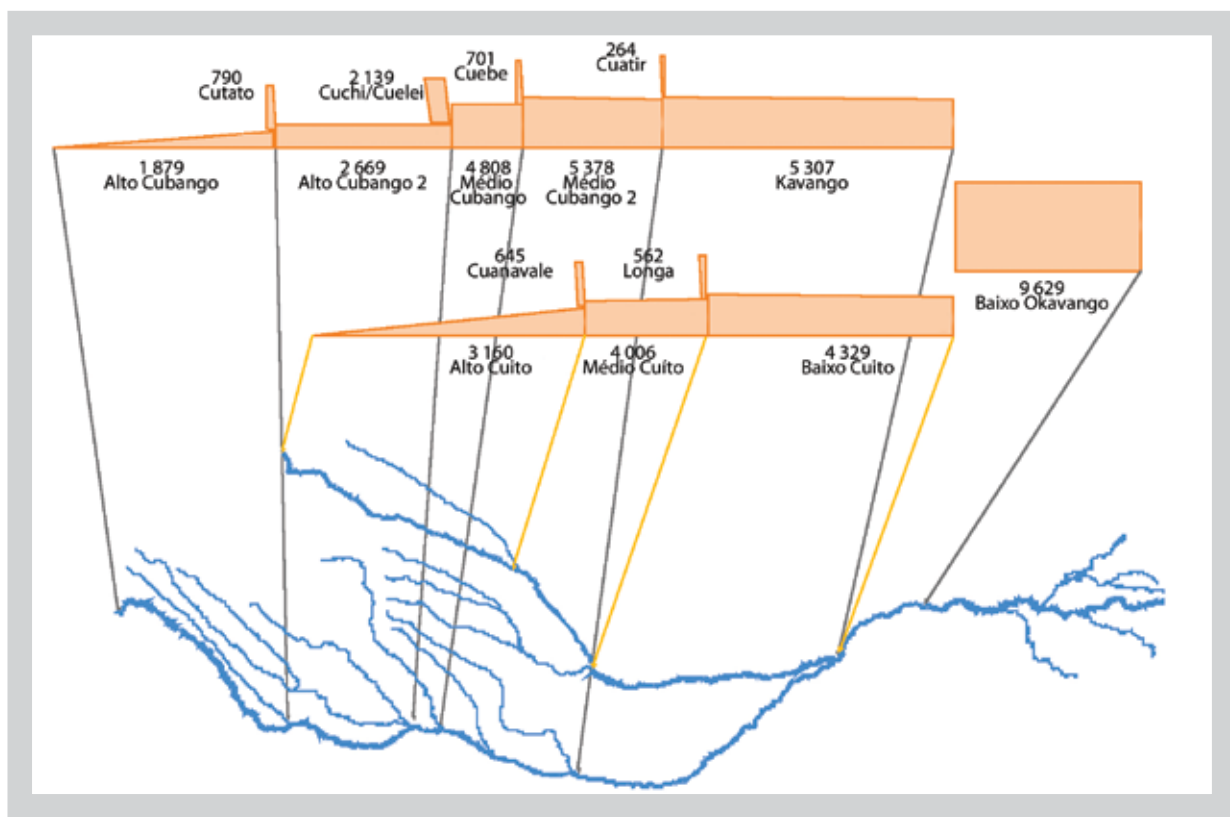 790
Cutato
2 139
Cuchi/Cuelei
701
Cuebe
264
Cuatir
1 879
Alto Cubango
2 669
Alto Cubango 2
4 808
Médio
Cubango
5 378
Médio
Cubango 2
5 307
Kavango
645
Cuanavale
562
Longa
9 629
Baixo Okavango
3 160
Alto Cuito
4 006
Médio Cuíto
4 329
Baixo Cuito